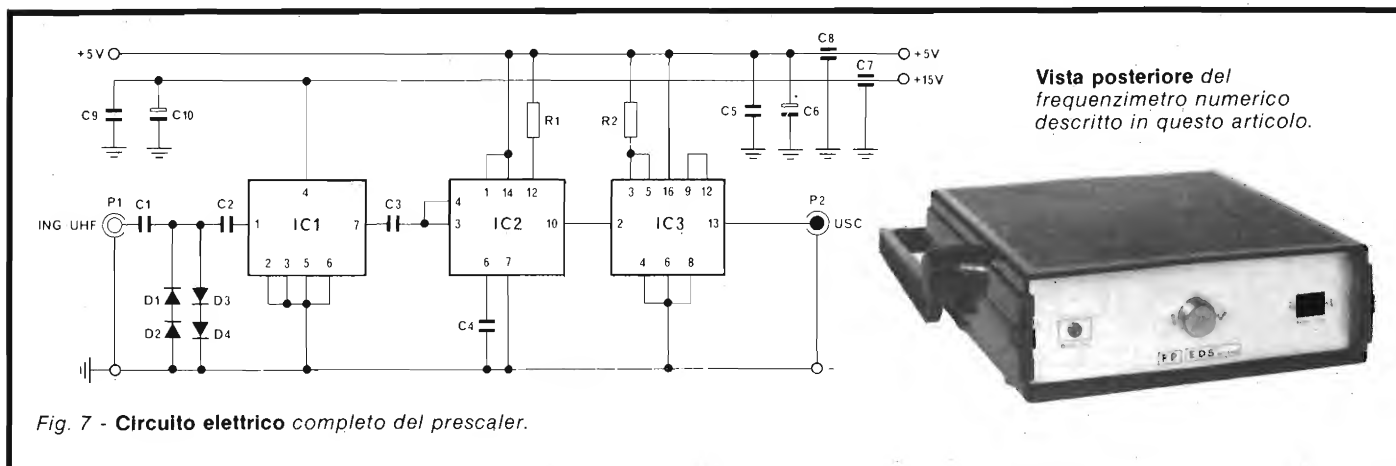 +5V
C9
C10
R1
R2
C5
C6
C8
C7
+5V
+15V
P1
ING UHF
C1
C2
D1
D2
D3
D4
4
1
IC1
7
2 3 5 6
C3
1 14 12
4
3
IC2
10
6 7
C4
3 5 16 9 12
2
IC3
13
4 6 8
P2
USC
-
Vista posteriore del
frequenzimetro numerico
descritto in questo articolo.
EDS
Fig. 7 - Circuito elettrico completo del prescaler.